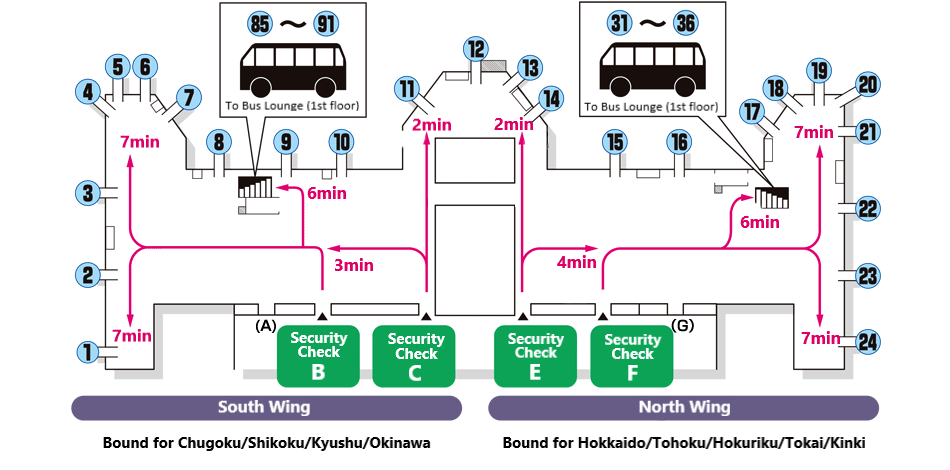 85 ～ 91
To Bus Lounge (1st floor)
31 ～ 36
To Bus Lounge (1st floor)
4
5
6
7
8
9
10
11
12
13
14
15
16
17
18
19
20
21
22
23
24
3
2
1
7min
6min
2min
2min
7min
6min
3min
4min
7min
7min
(A)
(G)
Security
Check
B
Security
Check
C
Security
Check
E
Security
Check
F
South Wing
North Wing
Bound for Chugoku/Shikoku/Kyushu/Okinawa
Bound for Hokkaido/Tohoku/Hokuriku/Tokai/Kinki